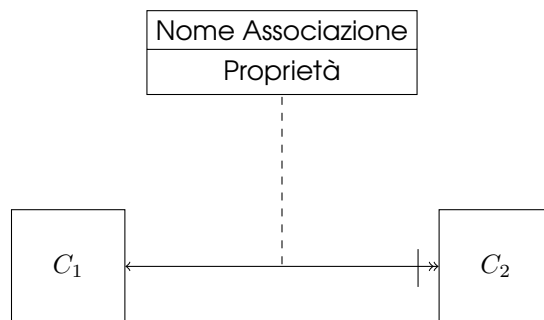 Nome Associazione
Proprietà
C₁
C₂